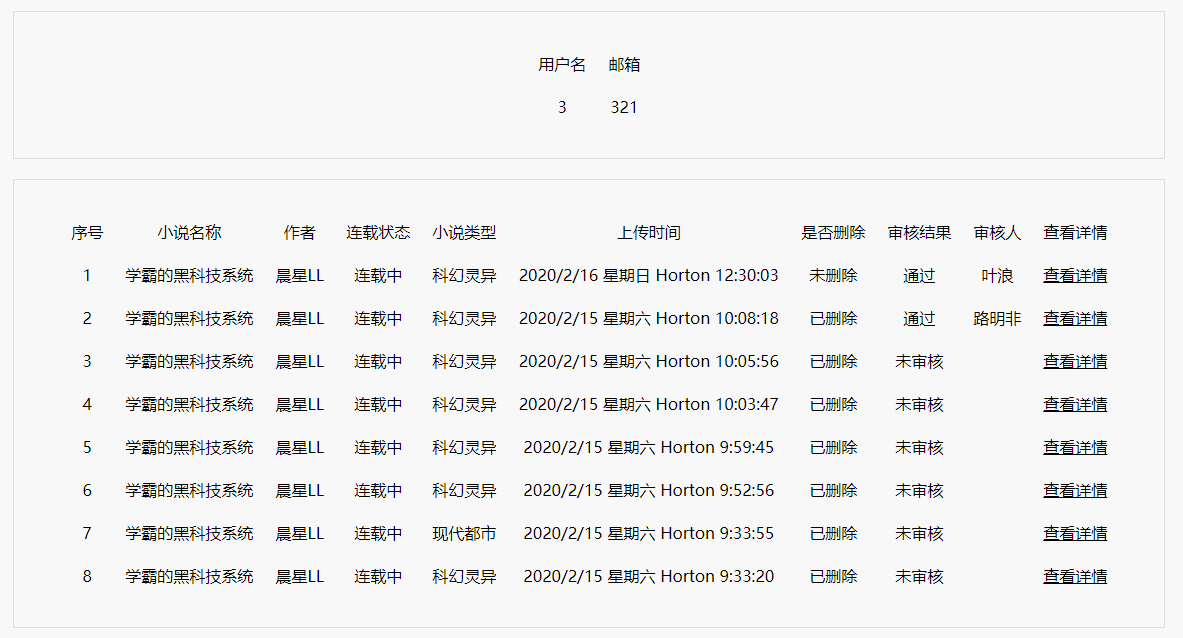 用户名 邮箱
3 321
序号 小说名称 作者 连载状态 小说类型 上传时间 是否删除 审核结果 审核人 查看详情
1 学霸的黑科技系统 晨星LL 连载中 科幻灵异 2020/2/16 星期日 Horton 12:30:03 未删除 通过 叶浪 查看详情
2 学霸的黑科技系统 晨星LL 连载中 科幻灵异 2020/2/15 星期六 Horton 10:08:18 已删除 通过 路明非 查看详情
3 学霸的黑科技系统 晨星LL 连载中 科幻灵异 2020/2/15 星期六 Horton 10:05:56 已删除 未审核 查看详情
4 学霸的黑科技系统 晨星LL 连载中 科幻灵异 2020/2/15 星期六 Horton 10:03:47 已删除 未审核 查看详情
5 学霸的黑科技系统 晨星LL 连载中 科幻灵异 2020/2/15 星期六 Horton 9:59:45 已删除 未审核 查看详情
6 学霸的黑科技系统 晨星LL 连载中 科幻灵异 2020/2/15 星期六 Horton 9:52:56 已删除 未审核 查看详情
7 学霸的黑科技系统 晨星LL 连载中 现代都市 2020/2/15 星期六 Horton 9:33:55 已删除 未审核 查看详情
8 学霸的黑科技系统 晨星LL 连载中 科幻灵异 2020/2/15 星期六 Horton 9:33:20 已删除 未审核 查看详情